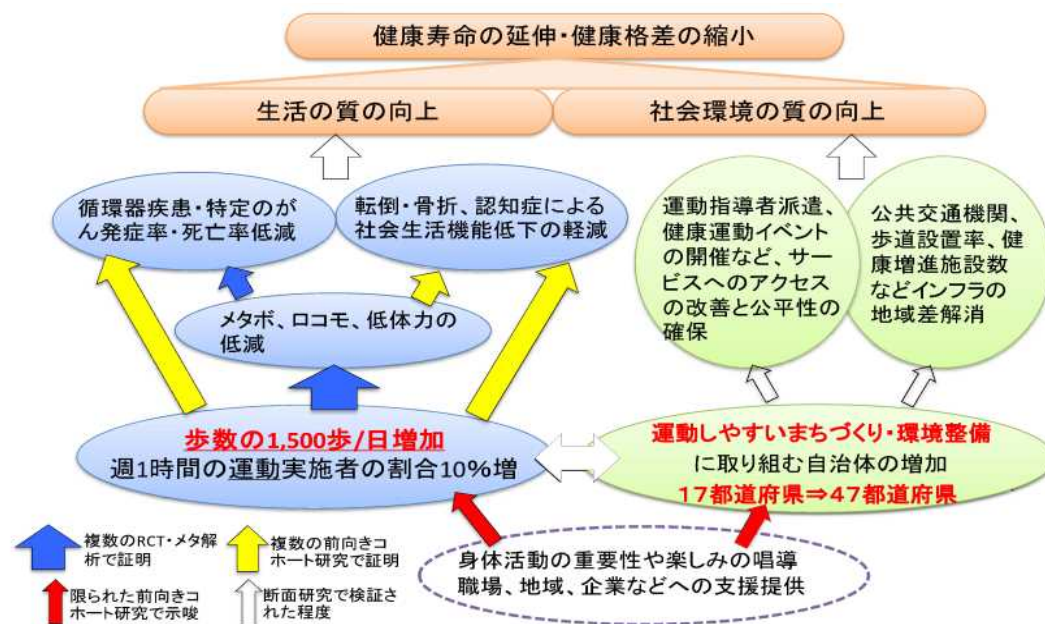 健康寿命の延伸・健康格差の縮小
生活の質の向上
社会環境の質の向上
循環器疾患・特定のが
ん発症率・死亡率低減
転倒・骨折、認知症による
社会生活機能低下の軽減
運動指導者派遣、
健康運動イベント
の開催など、サー
ビスへのアクセス
の改善と公平性の
確保
公共交通機関、
歩道設置率、健
康増進施設数
などインフラの
地域差解消
メタボ、ロコモ、低体力の
低減
歩数の1,500歩/日増加
週1時間の運動実施者の割合10%増
運動しやすいまちづくり・環境整備
に取り組む自治体の増加
17都道府県⇒47都道府県
身体活動の重要性や楽しみの唱導
職場、地域、企業などへの支援提供
複数のRCT・メタ解
析で証明
複数の前向きコ
ホート研究で証明
限られた前向きコ
ホート研究で示唆
断面研究で検証さ
れた程度